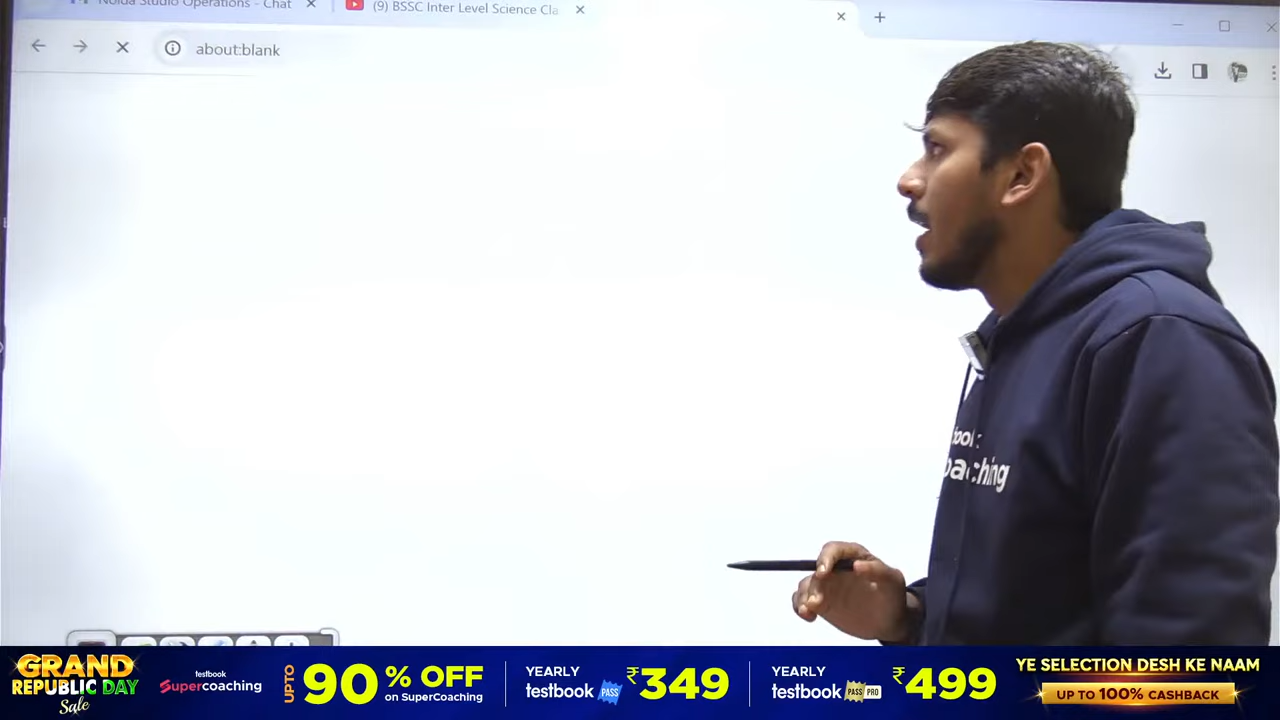 Noida Studio Operations - Chat
(9) BSSC Inter Level Science Cla
about:blank
book
oaching
GRAND
REPUBLIC DAY
Sale
testbook
Supercoaching
UPTO
90% OFF
on SuperCoaching
YEARLY
testbook PASS
₹349
YEARLY
testbook PASS PRO
₹499
YE SELECTION DESH KE NAAM
UP TO 100% CASHBACK